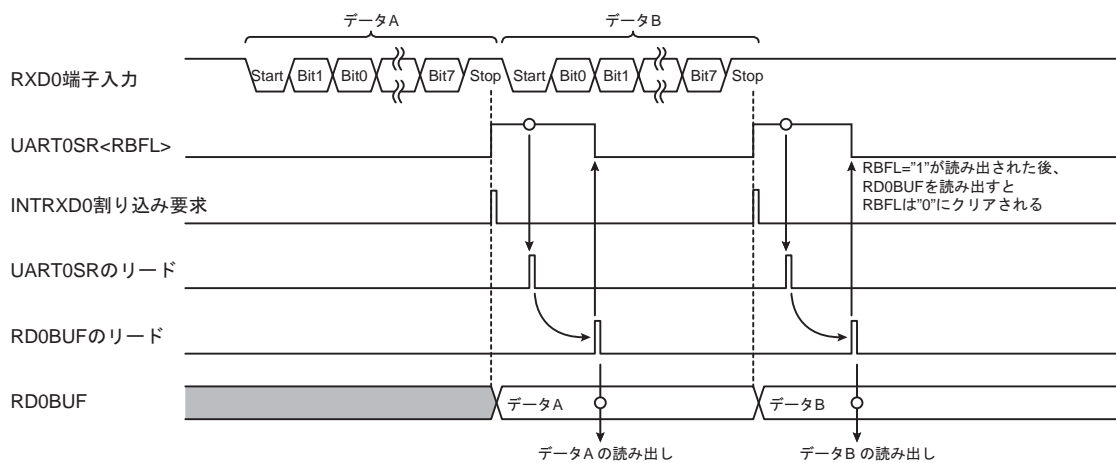 データA
データB
RXD0端子入力
Start Bit1 Bit0 Bit7 Stop Start Bit0 Bit1 Bit7 Stop
UART0SR<RBFL>
RBFL="1"が読み出された後、
RD0BUFを読み出すと
RBFLは"0"にクリアされる
INTRXD0割り込み要求
UART0SRのリード
RD0BUFのリード
RD0BUF
データA
データB
データA の読み出し
データB の読み出し